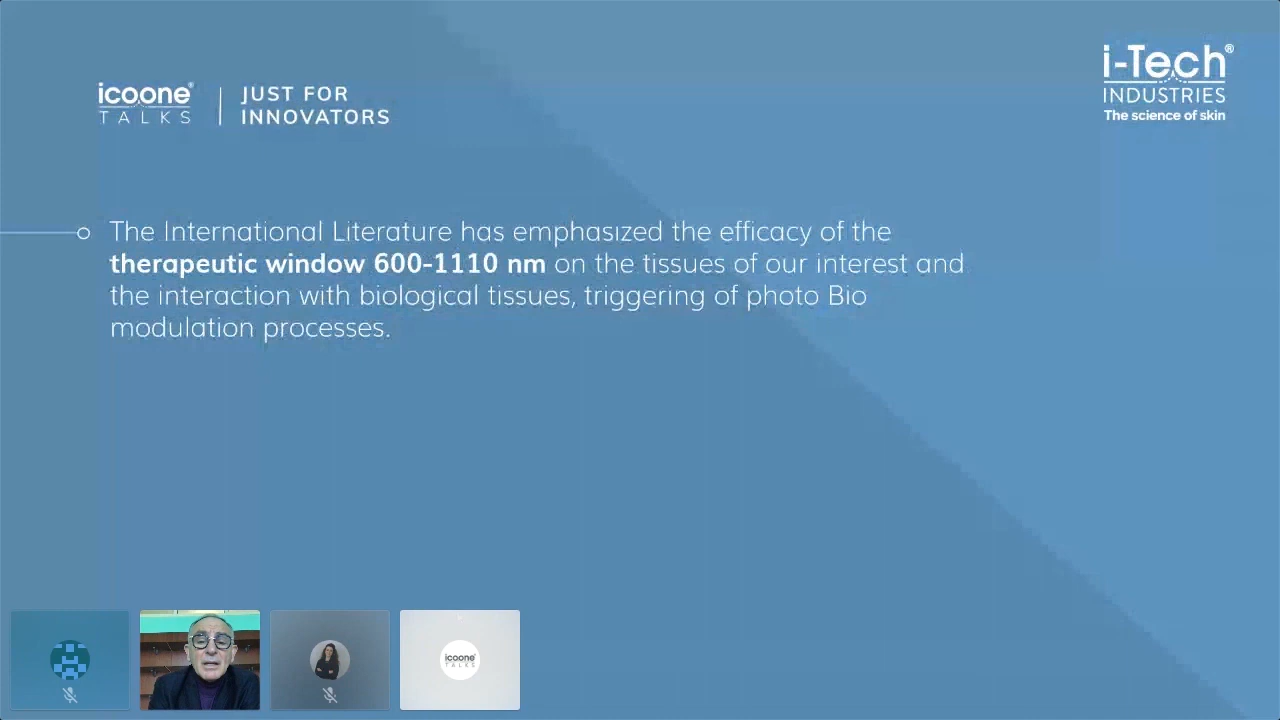 icoone®
TALKS
JUST FOR
INNOVATORS
i-Tech®
INDUSTRIES
The science of skin
The International Literature has emphasized the efficacy of the
therapeutic window 600-1110 nm on the tissues of our interest and
the interaction with biological tissues, triggering of photo Bio
modulation processes.
icoone®
TALKS